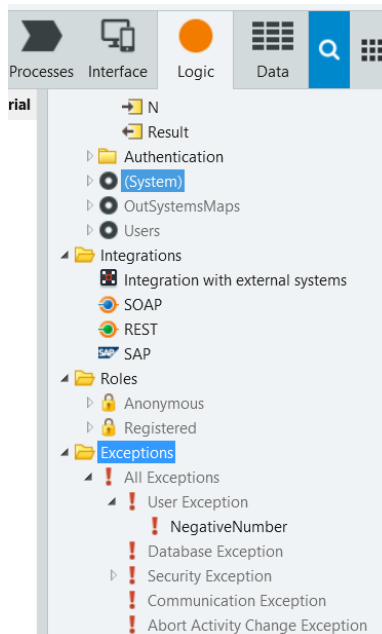 Processes Interface Logic Data
rial
N
Result
Authentication
(System)
OutSystemsMaps
Users
Integrations
Integration with external systems
SOAP
REST
SAP SAP
Roles
Anonymous
Registered
Exceptions
All Exceptions
User Exception
NegativeNumber
Database Exception
Security Exception
Communication Exception
Abort Activity Change Exception